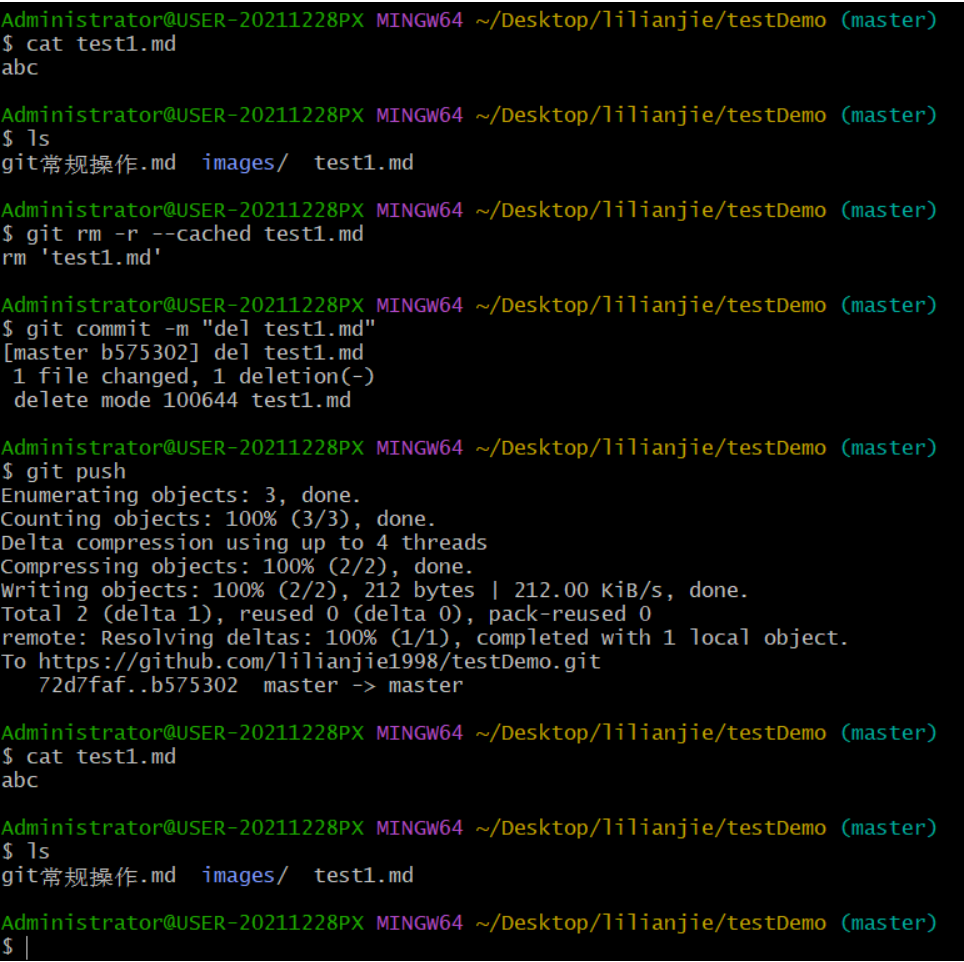 Administrator@USER-20211228PX MINGW64 ~/Desktop/lilianjie/testDemo (master)
$ cat test1.md
abc
Administrator@USER-20211228PX MINGW64 ~/Desktop/lilianjie/testDemo (master)
$ ls
git常规操作.md  images/  test1.md
Administrator@USER-20211228PX MINGW64 ~/Desktop/lilianjie/testDemo (master)
$ git rm -r --cached test1.md
rm 'test1.md'
Administrator@USER-20211228PX MINGW64 ~/Desktop/lilianjie/testDemo (master)
$ git commit -m "del test1.md"
[master b575302] del test1.md
 1 file changed, 1 deletion(-)
 delete mode 100644 test1.md
Administrator@USER-20211228PX MINGW64 ~/Desktop/lilianjie/testDemo (master)
$ git push
Enumerating objects: 3, done.
Counting objects: 100% (3/3), done.
Delta compression using up to 4 threads
Compressing objects: 100% (2/2), done.
Writing objects: 100% (2/2), 212 bytes | 212.00 KiB/s, done.
Total 2 (delta 1), reused 0 (delta 0), pack-reused 0
remote: Resolving deltas: 100% (1/1), completed with 1 local object.
To https://github.com/lilianjie1998/testDemo.git
   72d7faf..b575302  master -> master
Administrator@USER-20211228PX MINGW64 ~/Desktop/lilianjie/testDemo (master)
$ cat test1.md
abc
Administrator@USER-20211228PX MINGW64 ~/Desktop/lilianjie/testDemo (master)
$ ls
git常规操作.md  images/  test1.md
Administrator@USER-20211228PX MINGW64 ~/Desktop/lilianjie/testDemo (master)
$